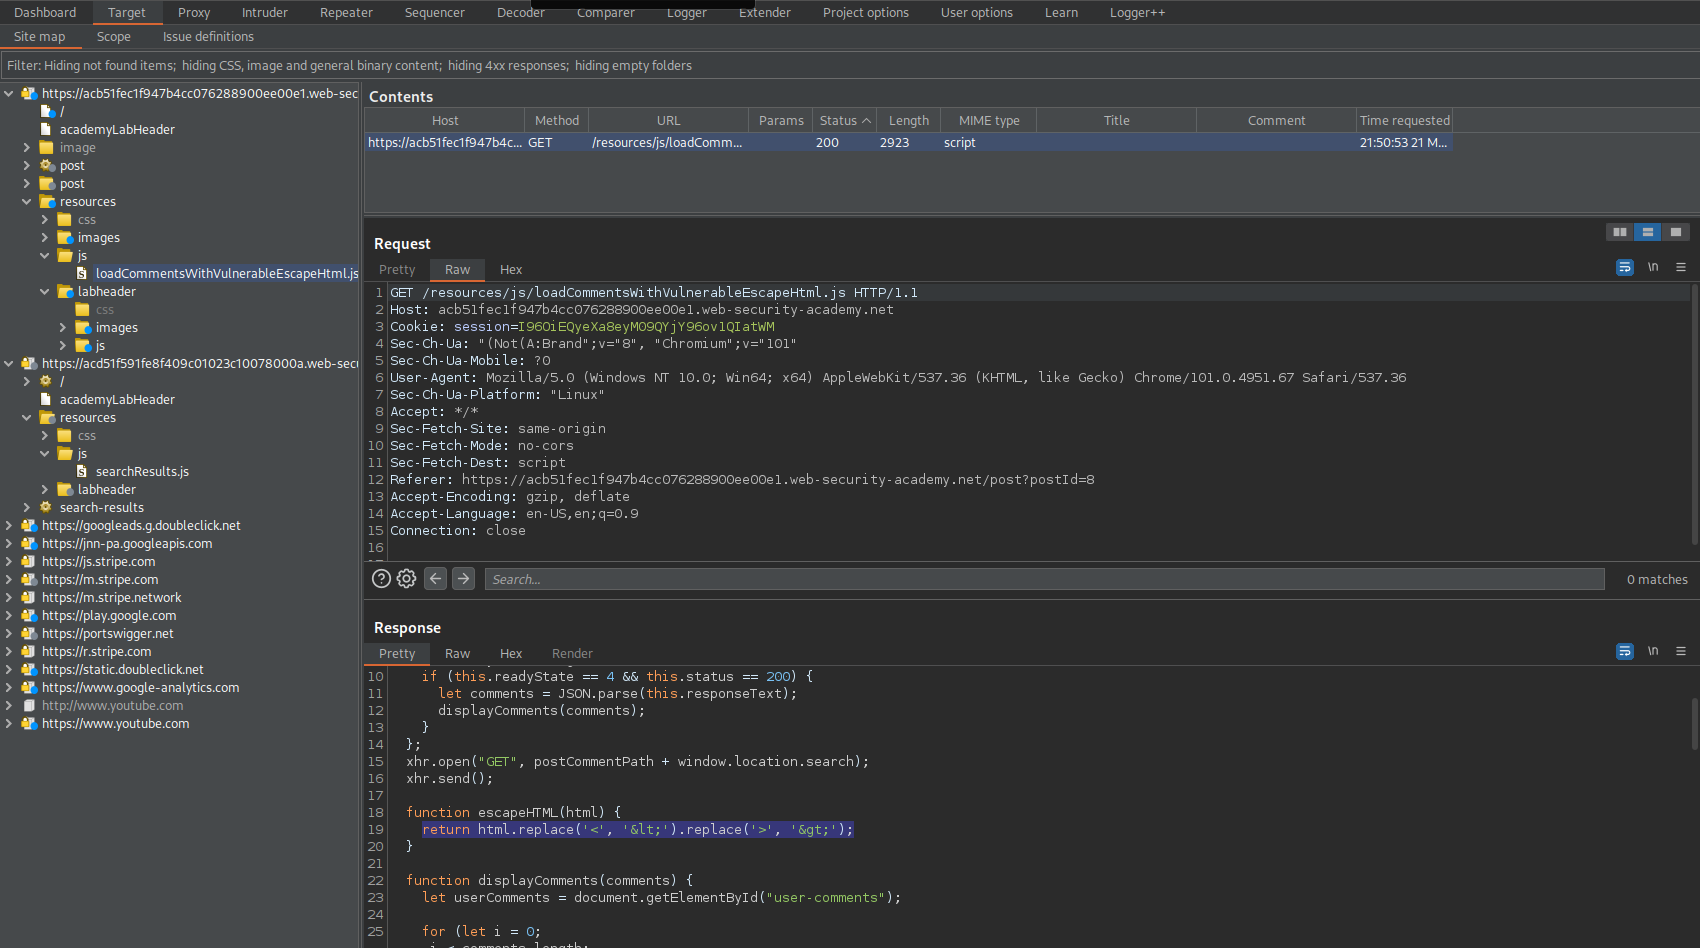 Dashboard Target Proxy Intruder Repeater Sequencer Decoder Comparer Logger Extender Project options User options Learn Logger++
Site map Scope Issue definitions
Filter: Hiding not found items; hiding CSS, image and general binary content; hiding 4xx responses; hiding empty folders
https://acb51fec1f947b4cc076288900ee00e1.web-sec
/
academyLabHeader
image
post
post
resources
css
images
js
loadCommentsWithVulnerableEscapeHtml.js
labheader
css
images
js
https://acd51f591fe8f409c01023c10078000a.web-secu
/
academyLabHeader
resources
css
js
searchResults.js
labheader
search-results
https://googleads.g.doubleclick.net
https://jnn-pa.googleapis.com
https://js.stripe.com
https://m.stripe.com
https://m.stripe.network
https://play.google.com
https://portswigger.net
https://r.stripe.com
https://static.doubleclick.net
https://www.google-analytics.com
http://www.youtube.com
https://www.youtube.com
Contents
Host Method URL Params Status Length MIME type Title Comment Time requested
https://acb51fec1f947b4c... GET /resources/js/loadComm... 200 2923 script 21:50:53 21 M...
Request
Pretty Raw Hex \n
1 GET /resources/js/loadCommentsWithVulnerableEscapeHtml.js HTTP/1.1
2 Host: acb51fec1f947b4cc076288900ee00e1.web-security-academy.net
3 Cookie: session=I96OiEQyeXa8eyM09QYjY96ov1QIatWM
4 Sec-Ch-Ua: "(Not(A:Brand";v="8", "Chromium";v="101"
5 Sec-Ch-Ua-Mobile: ?0
6 User-Agent: Mozilla/5.0 (Windows NT 10.0; Win64; x64) AppleWebKit/537.36 (KHTML, like Gecko) Chrome/101.0.4951.67 Safari/537.36
7 Sec-Ch-Ua-Platform: "Linux"
8 Accept: */*
9 Sec-Fetch-Site: same-origin
10 Sec-Fetch-Mode: no-cors
11 Sec-Fetch-Dest: script
12 Referer: https://acb51fec1f947b4cc076288900ee00e1.web-security-academy.net/post?postId=8
13 Accept-Encoding: gzip, deflate
14 Accept-Language: en-US,en;q=0.9
15 Connection: close
16
Search... 0 matches
Response
Pretty Raw Hex Render \n
10 if (this.readyState == 4 && this.status == 200) {
11 let comments = JSON.parse(this.responseText);
12 displayComments(comments);
13 }
14 };
15 xhr.open("GET", postCommentPath + window.location.search);
16 xhr.send();
17
18 function escapeHTML(html) {
19 return html.replace('<', '&lt;').replace('>', '&gt;');
20 }
21
22 function displayComments(comments) {
23 let userComments = document.getElementById("user-comments");
24
25 for (let i = 0;
i < comments.length;